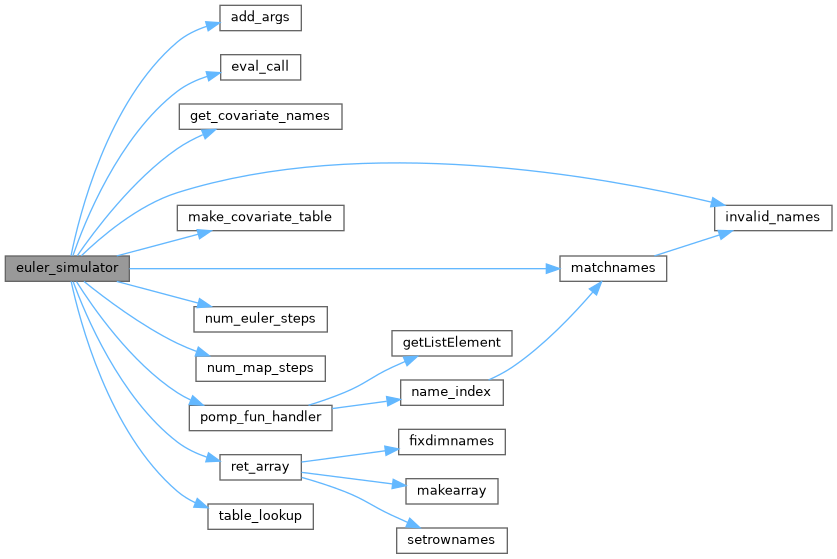 add_args
eval_call
get_covariate_names
make_covariate_table
invalid_names
euler_simulator
matchnames
num_euler_steps
getListElement
num_map_steps
name_index
pomp_fun_handler
fixdimnames
ret_array
makearray
table_lookup
setrownames